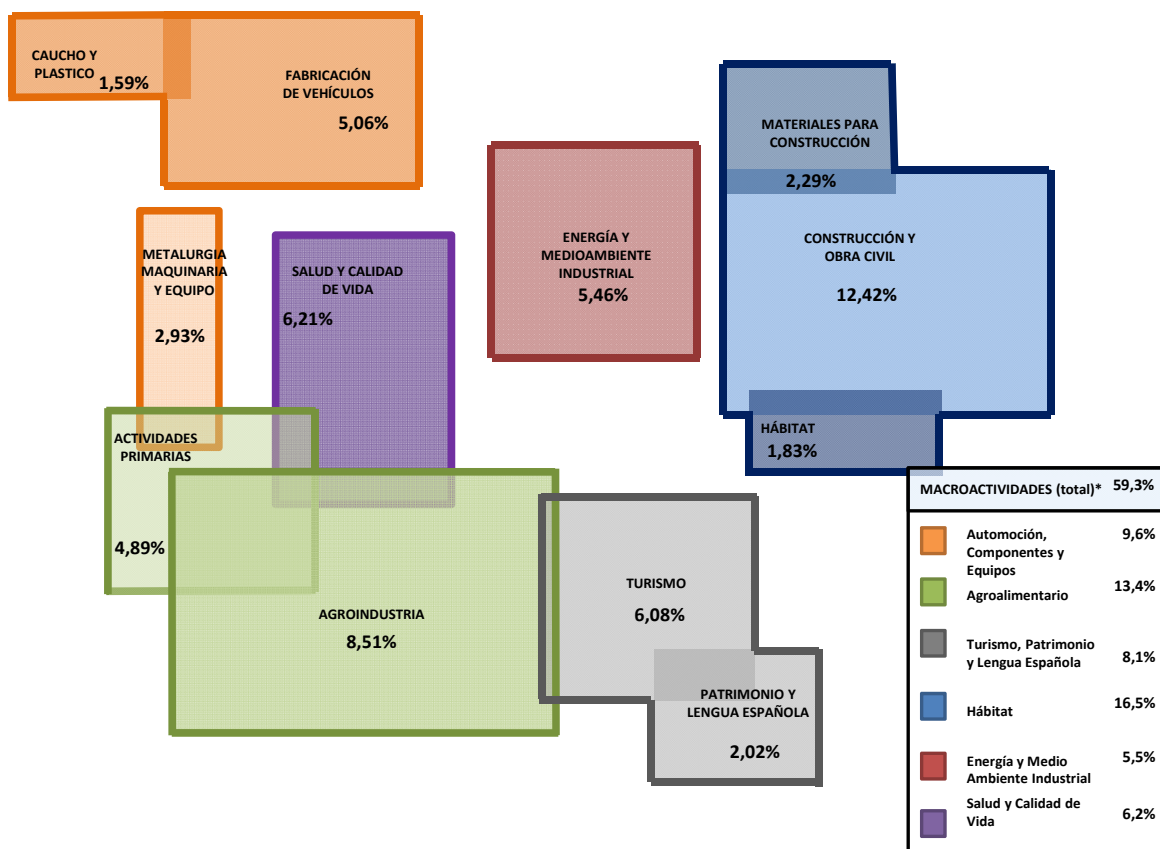 CAUCHO Y
PLASTICO
1,59%
FABRICACIÓN
DE VEHÍCULOS
5,06%
MATERIALES PARA
CONSTRUCCIÓN
2,29%
METALURGIA
MAQUINARIA
Y EQUIPO
2,93%
SALUD Y CALIDAD
DE VIDA
6,21%
ENERGÍA Y
MEDIOAMBIENTE
INDUSTRIAL
5,46%
CONSTRUCCIÓN Y
OBRA CIVIL
12,42%
HÁBITAT
1,83%
ACTIVIDADES
PRIMARIAS
4,89%
AGROINDUSTRIA
8,51%
TURISMO
6,08%
PATRIMONIO Y
LENGUA ESPAÑOLA
2,02%
MACROACTIVIDADES (total)* 59,3%
Automoción, 9,6%
Componentes y
Equipos
Agroalimentario 13,4%
Turismo, Patrimonio 8,1%
y Lengua Española
Hábitat 16,5%
Energía y Medio 5,5%
Ambiente Industrial
Salud y Calidad de 6,2%
Vida